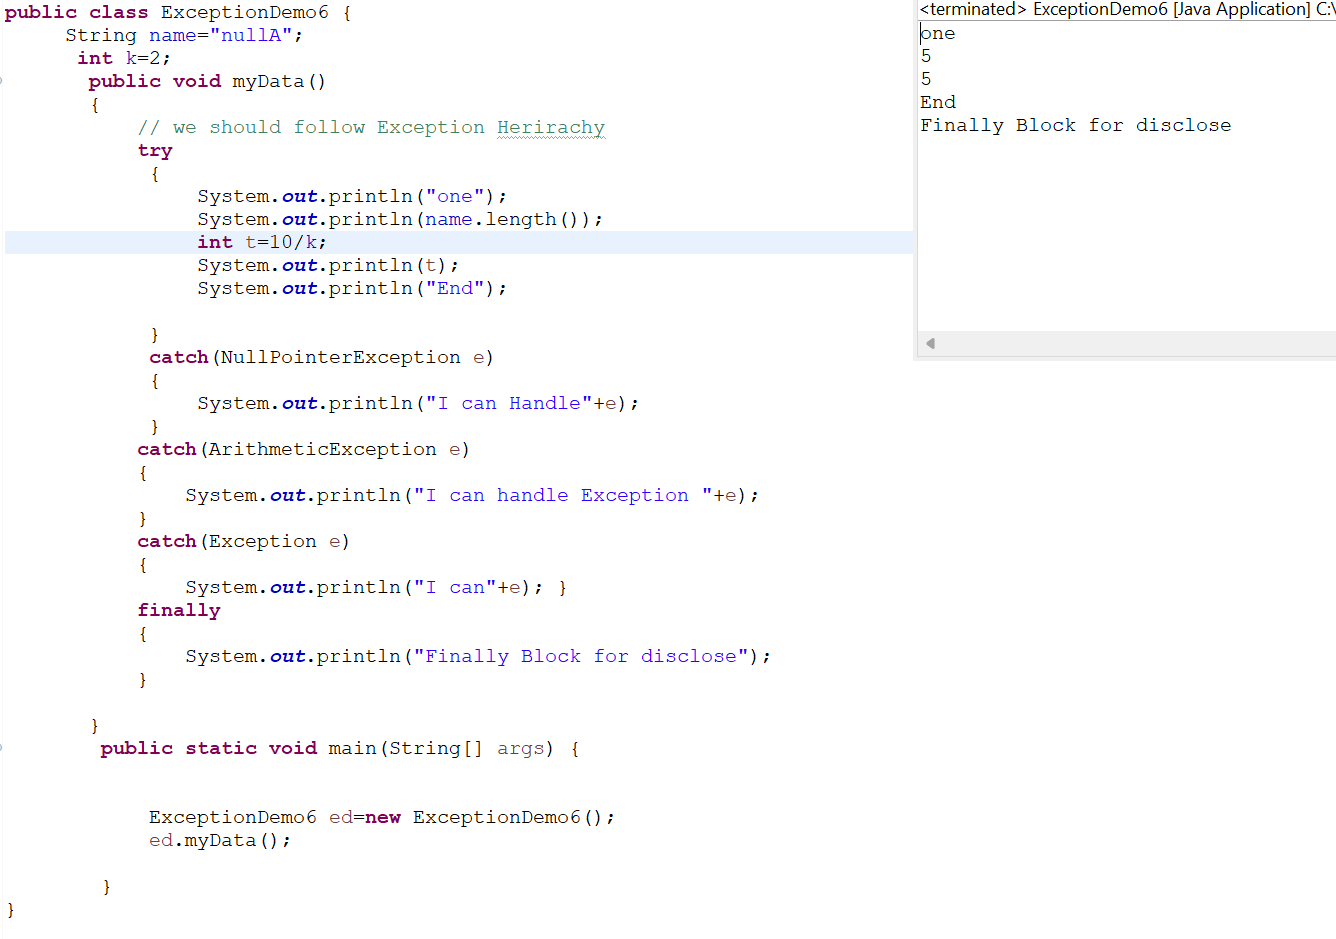 public class ExceptionDemo6 {
String name="nullA";
int k=2;
public void myData()
{
// we should follow Exception Herirachy
try
{
System.out.println("one");
System.out.println(name.length());
int t=10/k;
System.out.println(t);
System.out.println("End");
}
catch(NullPointerException e)
{
System.out.println("I can Handle"+e);
}
catch(ArithmeticException e)
{
System.out.println("I can handle Exception "+e);
}
catch(Exception e)
{
System.out.println("I can"+e); }
finally
{
System.out.println("Finally Block for disclose");
}
}
public static void main(String[] args) {
ExceptionDemo6 ed=new ExceptionDemo6();
ed.myData();
}
}
<terminated> ExceptionDemo6 [Java Application] C:\
one
5
5
End
Finally Block for disclose